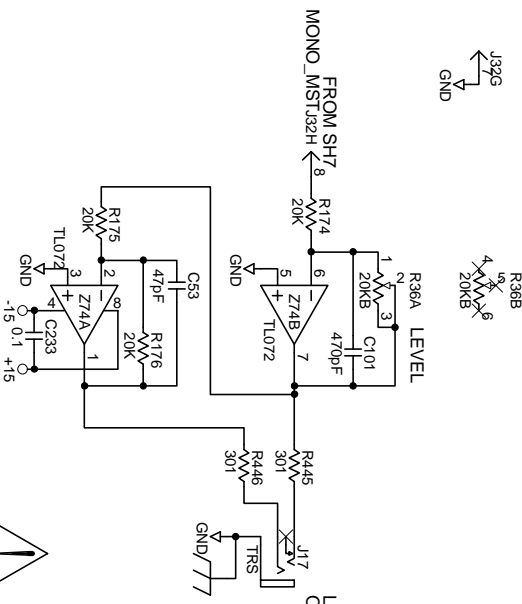 J32G
7
GND
4
5
R36B
6
20KB
FROM SH7
MONO_MST
J32H
8
R174
20K
1
2
R36A
3
20KB
LEVEL
C101
470pF
6
5
GND
Z74B
TL072
7
R175
20K
C53
47pF
R176
20K
TL072
2
3
GND
Z74A
8
4
1
-15
0.1
C233
+15
R445
301
R446
301
J17
TRS
GND